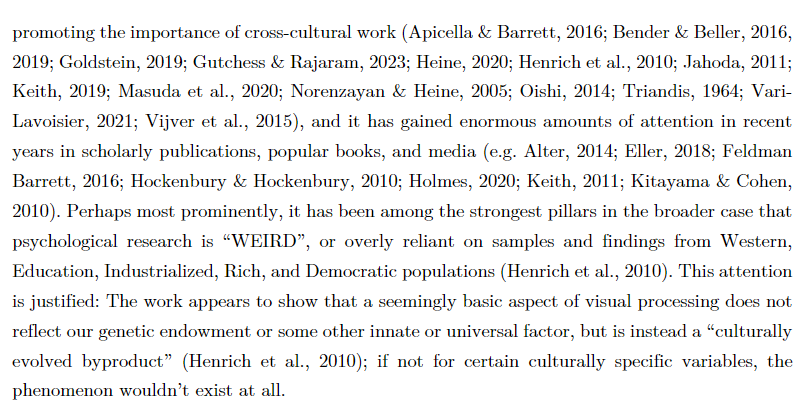 promoting the importance of cross-cultural work (Apicella & Barrett, 2016; Bender & Beller, 2016,
2019; Goldstein, 2019; Gutchess & Rajaram, 2023; Heine, 2020; Henrich et al., 2010; Jahoda, 2011;
Keith, 2019; Masuda et al., 2020; Norenzayan & Heine, 2005; Oishi, 2014; Triandis, 1964; Vari-
Lavoisier, 2021; Vijver et al., 2015), and it has gained enormous amounts of attention in recent
years in scholarly publications, popular books, and media (e.g. Alter, 2014; Eller, 2018; Feldman
Barrett, 2016; Hockenbury & Hockenbury, 2010; Holmes, 2020; Keith, 2011; Kitayama & Cohen,
2010). Perhaps most prominently, it has been among the strongest pillars in the broader case that
psychological research is “WEIRD”, or overly reliant on samples and findings from Western,
Education, Industrialized, Rich, and Democratic populations (Henrich et al., 2010). This attention
is justified: The work appears to show that a seemingly basic aspect of visual processing does not
reflect our genetic endowment or some other innate or universal factor, but is instead a “culturally
evolved byproduct” (Henrich et al., 2010); if not for certain culturally specific variables, the
phenomenon wouldn’t exist at all.